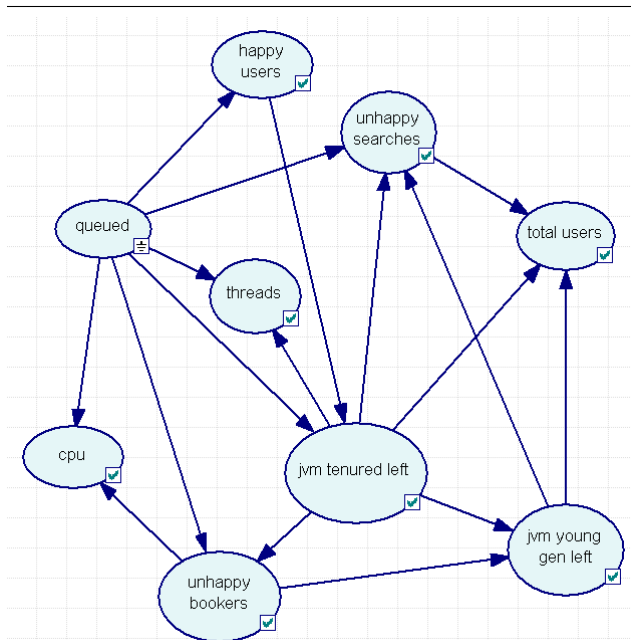 happy
users
unhappy
searches
queued
total users
threads
cpu
jvm tenured left
jvm young
gen left
unhappy
bookers